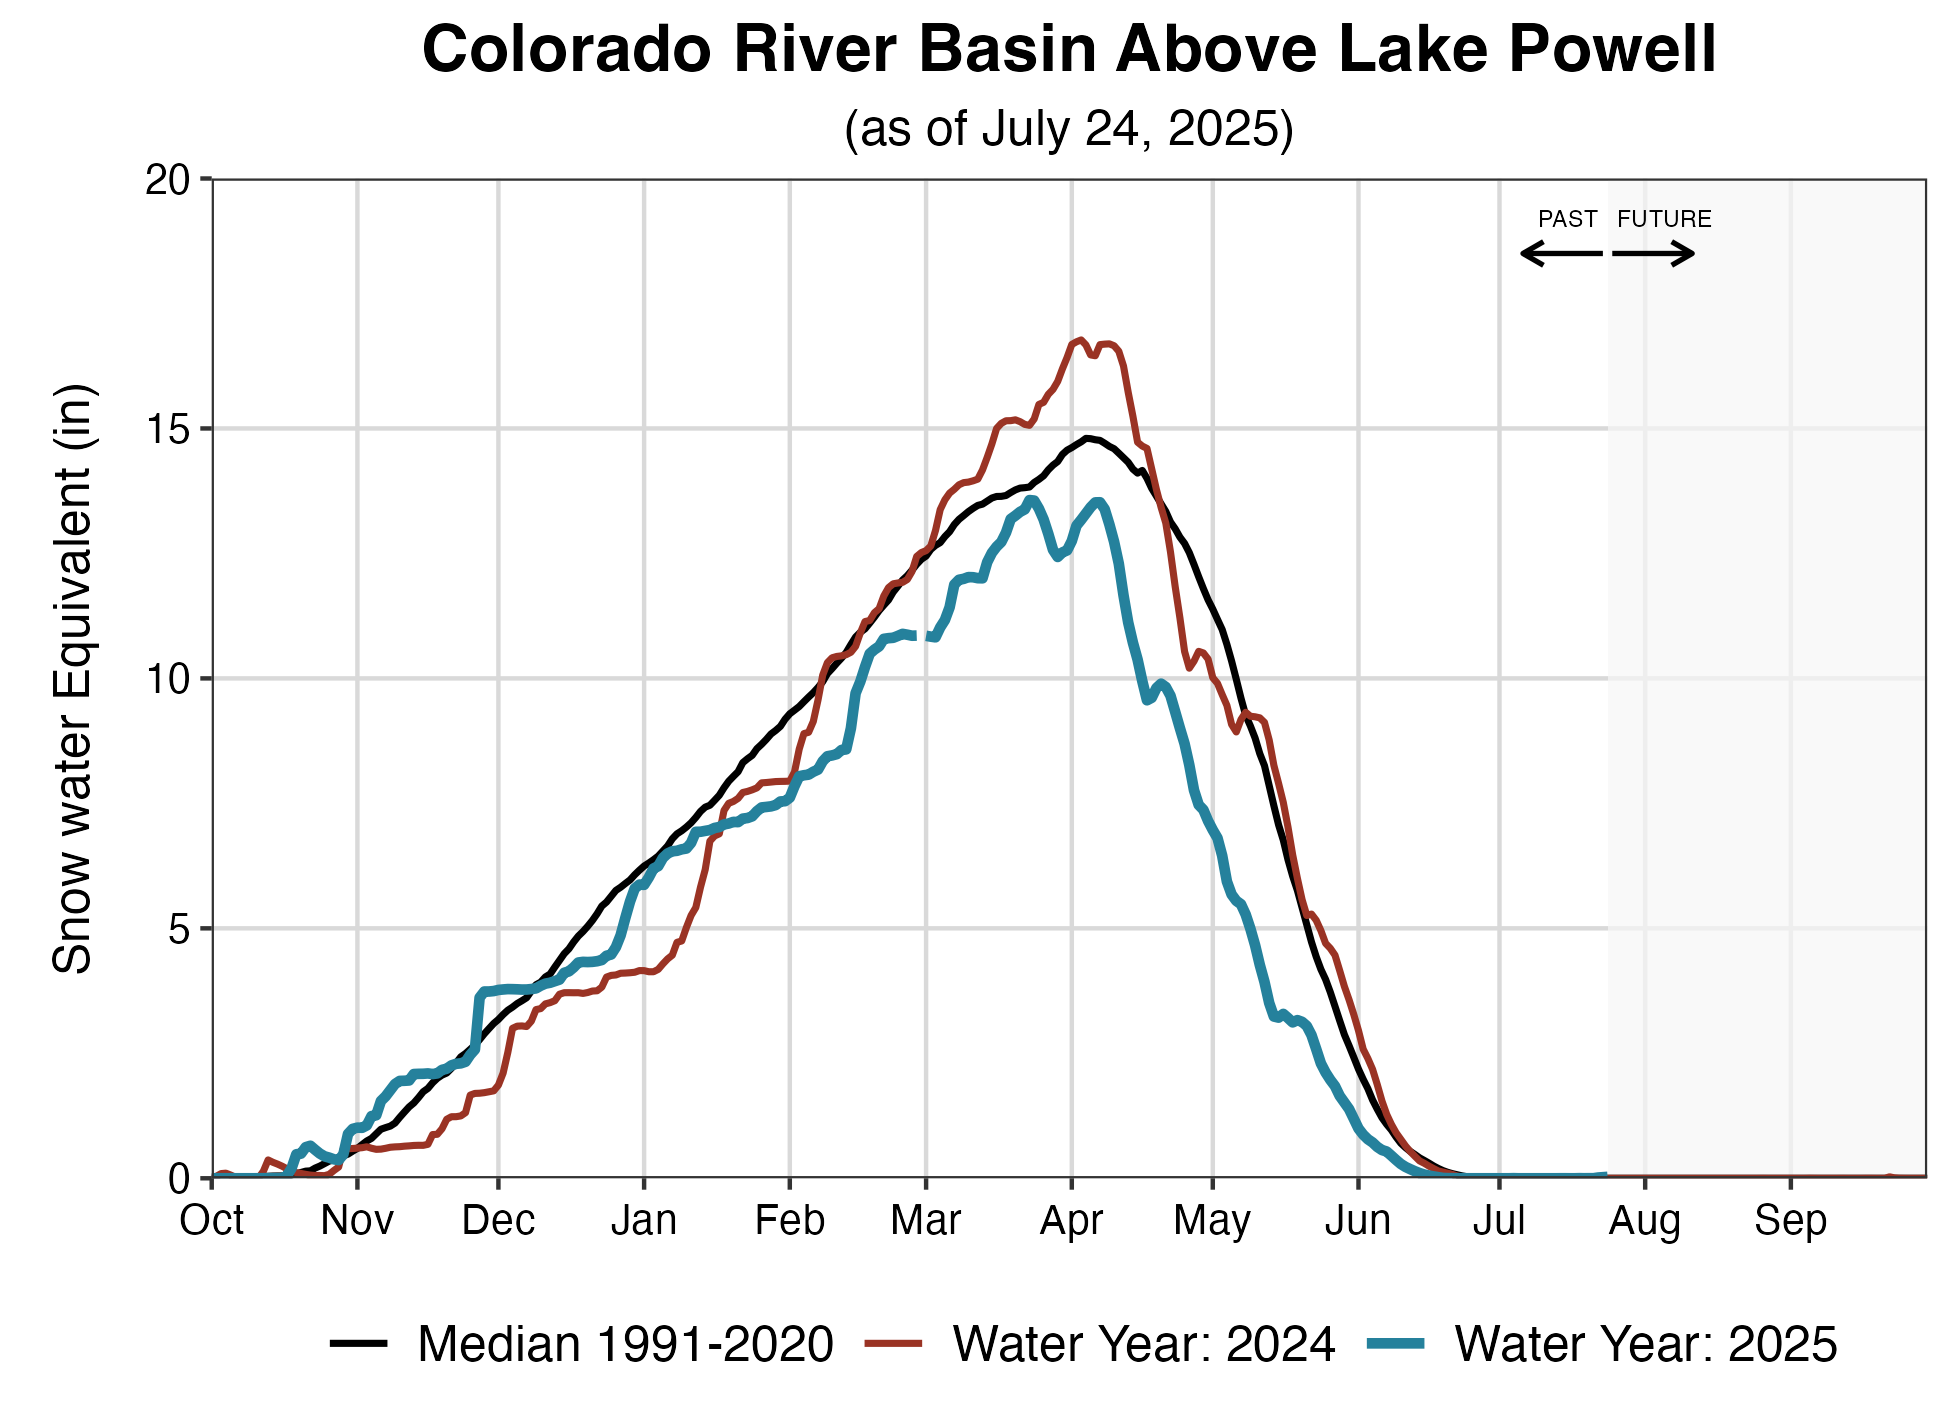 Colorado River Basin Above Lake Powell
(as of July 24, 2025)
PAST FUTURE
Snow water Equivalent (in)
20
15
10
5
0
Oct Nov Dec Jan Feb Mar Apr May Jun Jul Aug Sep
Median 1991-2020 Water Year: 2024 Water Year: 2025